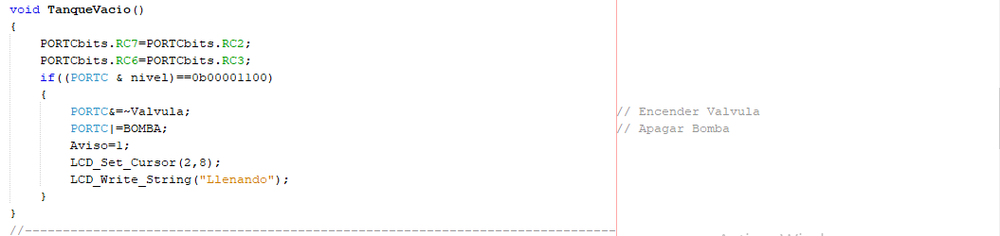 void TanqueVacio()
{
PORTCbits.RC7=PORTCbits.RC2;
PORTCbits.RC6=PORTCbits.RC3;
if((PORTC & nivel)==0b00001100)
{
PORTC&=~Valvula; // Encender Valvula
PORTC|=BOMBA; // Apagar Bomba
Aviso=1;
LCD_Set_Cursor(2,8);
LCD_Write_String("Llenando");
}
}
//------------------------------------------------------------------------------